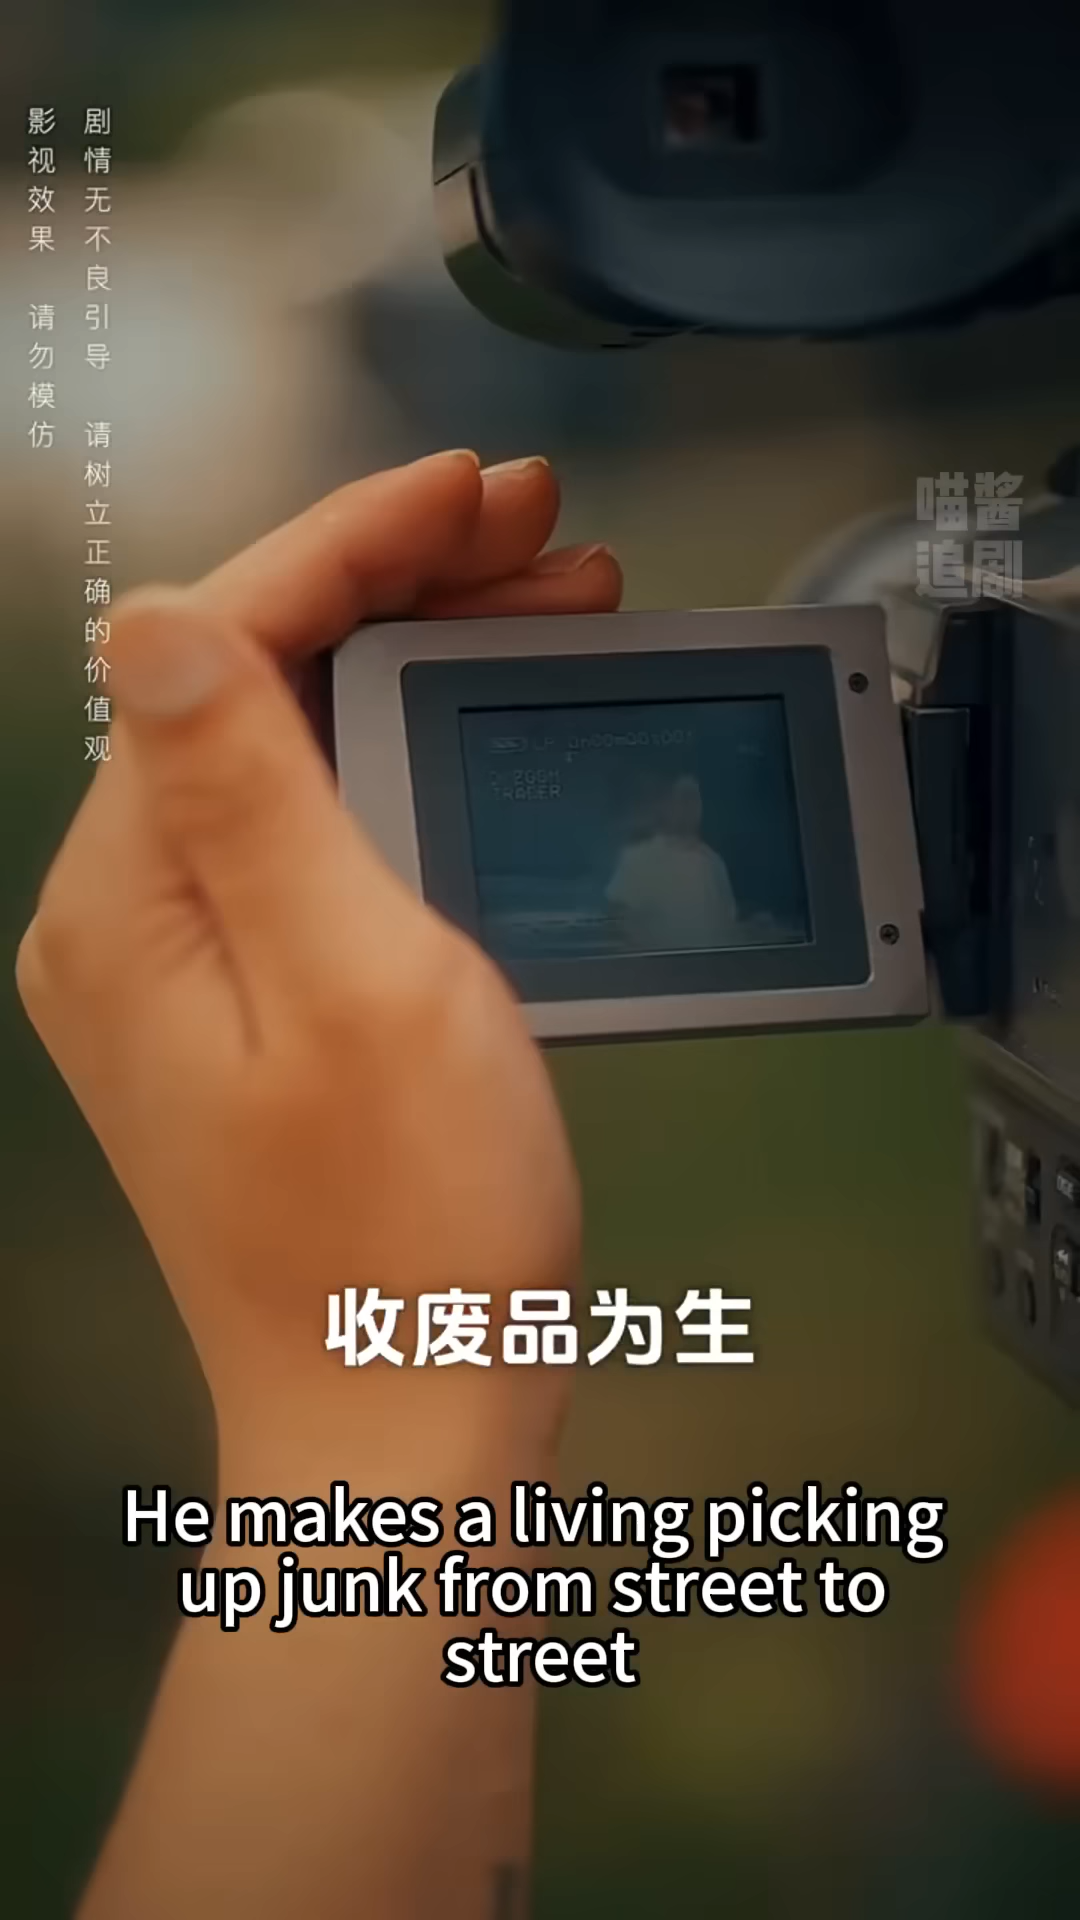 剧情无不良引导 请树立正确的价值观
影视效果 请勿模仿
喵酱
追剧
ZOOM
收废品为生
He makes a living picking
up junk from street to
street